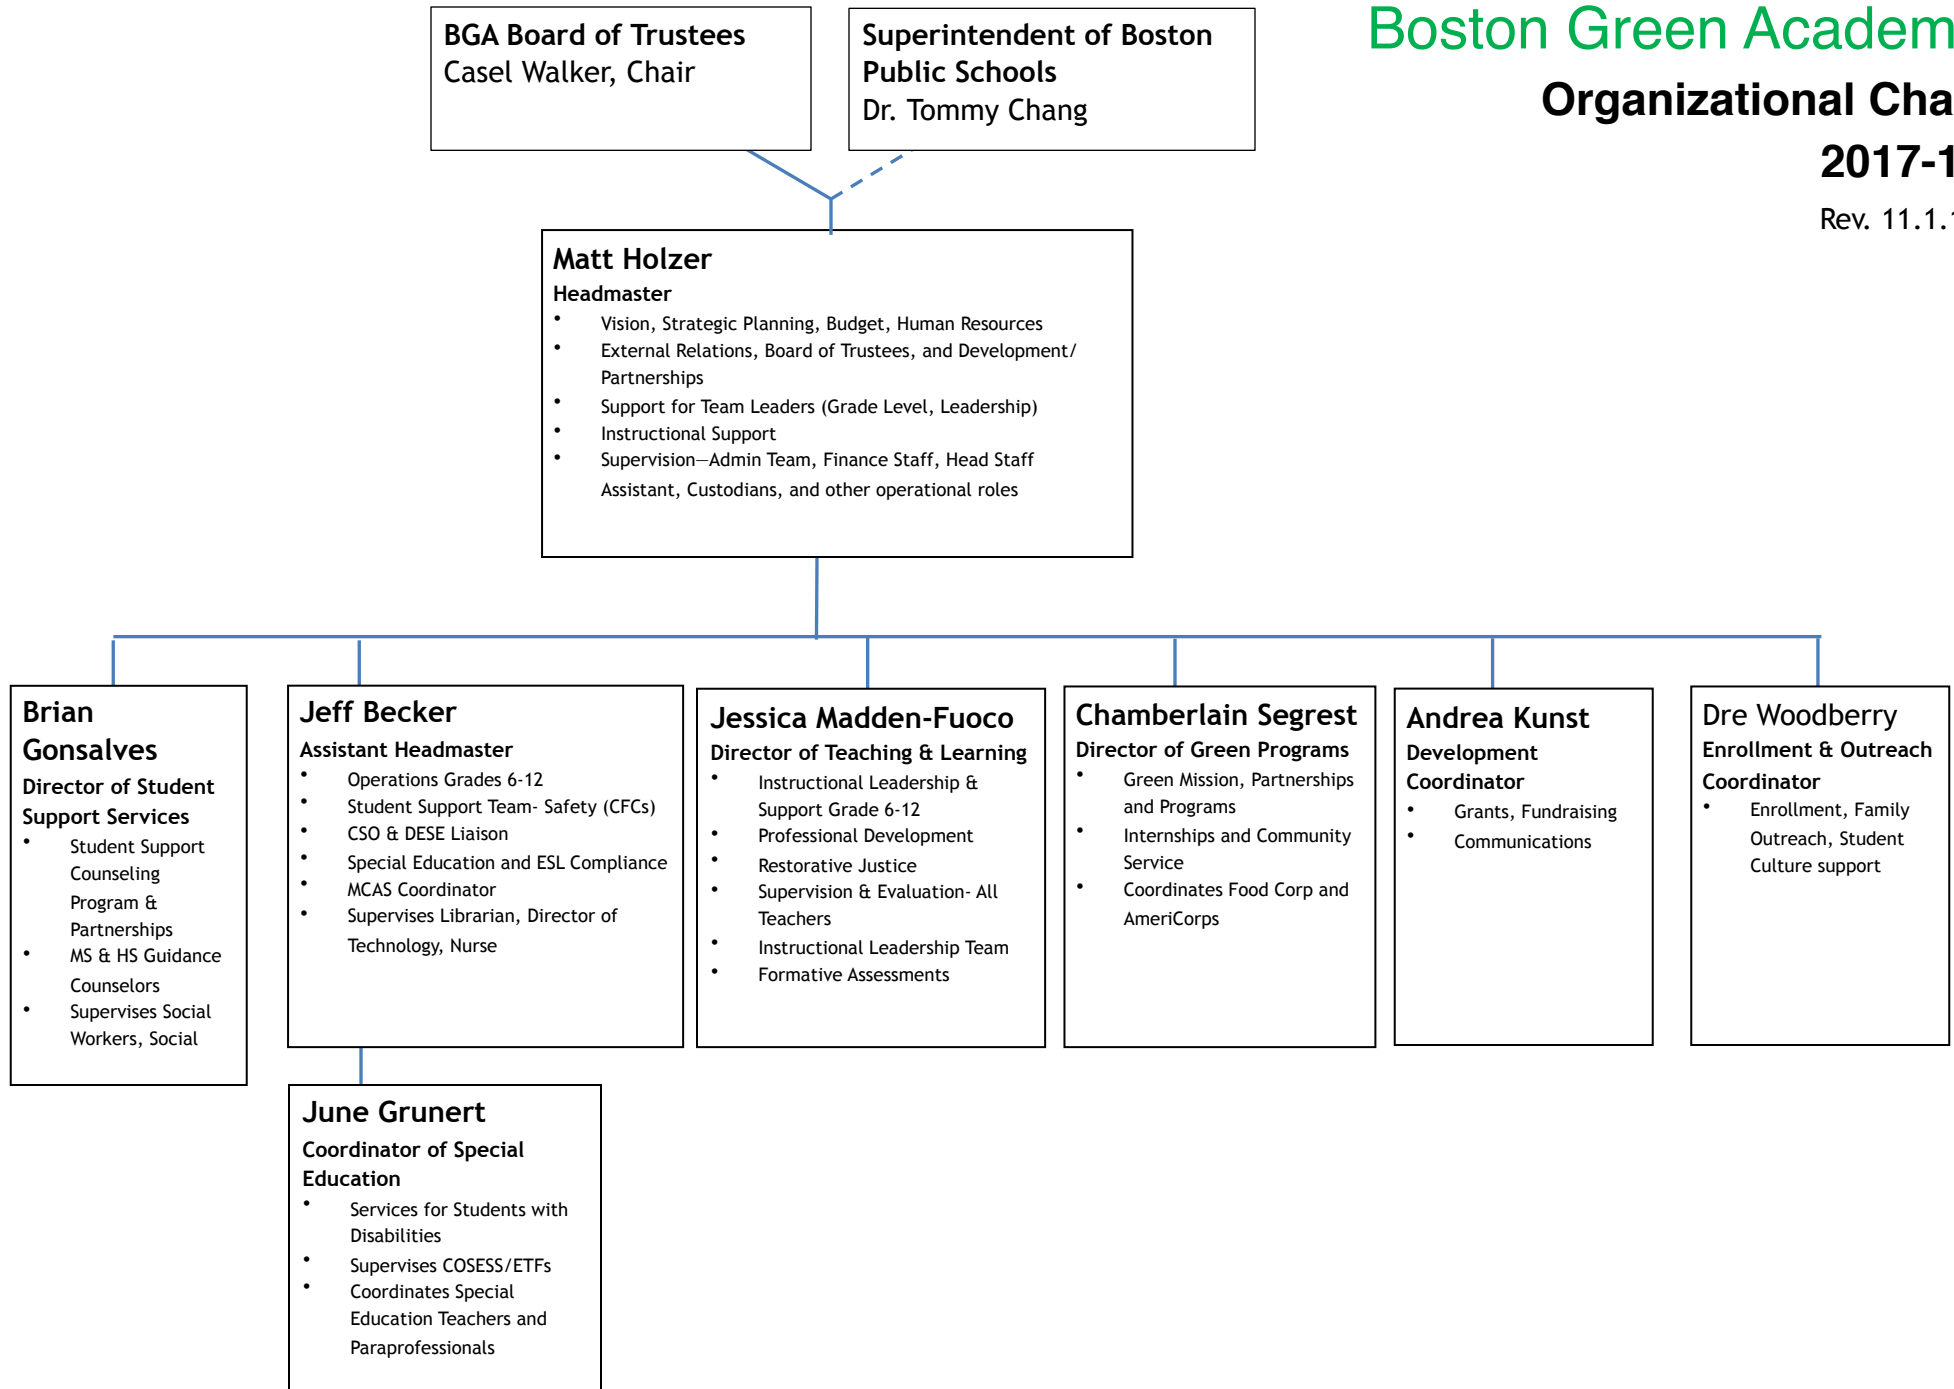 Boston Green Academ
Organizational Cha
2017-1
Rev. 11.1.1
BGA Board of Trustees
Casel Walker, Chair
Superintendent of Boston
Public Schools
Dr. Tommy Chang
Matt Holzer
Headmaster
• Vision, Strategic Planning, Budget, Human Resources
• External Relations, Board of Trustees, and Development/
Partnerships
• Support for Team Leaders (Grade Level, Leadership)
• Instructional Support
• Supervision—Admin Team, Finance Staff, Head Staff
Assistant, Custodians, and other operational roles
Brian
Gonsalves
Director of Student
Support Services
• Student Support
Counseling
Program &
Partnerships
• MS & HS Guidance
Counselors
• Supervises Social
Workers, Social
Jeff Becker
Assistant Headmaster
• Operations Grades 6-12
• Student Support Team- Safety (CFCs)
• CSO & DESE Liaison
• Special Education and ESL Compliance
• MCAS Coordinator
• Supervises Librarian, Director of
Technology, Nurse
Jessica Madden-Fuoco
Director of Teaching & Learning
• Instructional Leadership &
Support Grade 6-12
• Professional Development
• Restorative Justice
• Supervision & Evaluation- All
Teachers
• Instructional Leadership Team
• Formative Assessments
Chamberlain Segrest
Director of Green Programs
• Green Mission, Partnerships
and Programs
• Internships and Community
Service
• Coordinates Food Corp and
AmeriCorps
Andrea Kunst
Development
Coordinator
• Grants, Fundraising
• Communications
Dre Woodberry
Enrollment & Outreach
Coordinator
• Enrollment, Family
Outreach, Student
Culture support
June Grunert
Coordinator of Special
Education
• Services for Students with
Disabilities
• Supervises COSESS/ETFs
• Coordinates Special
Education Teachers and
Paraprofessionals